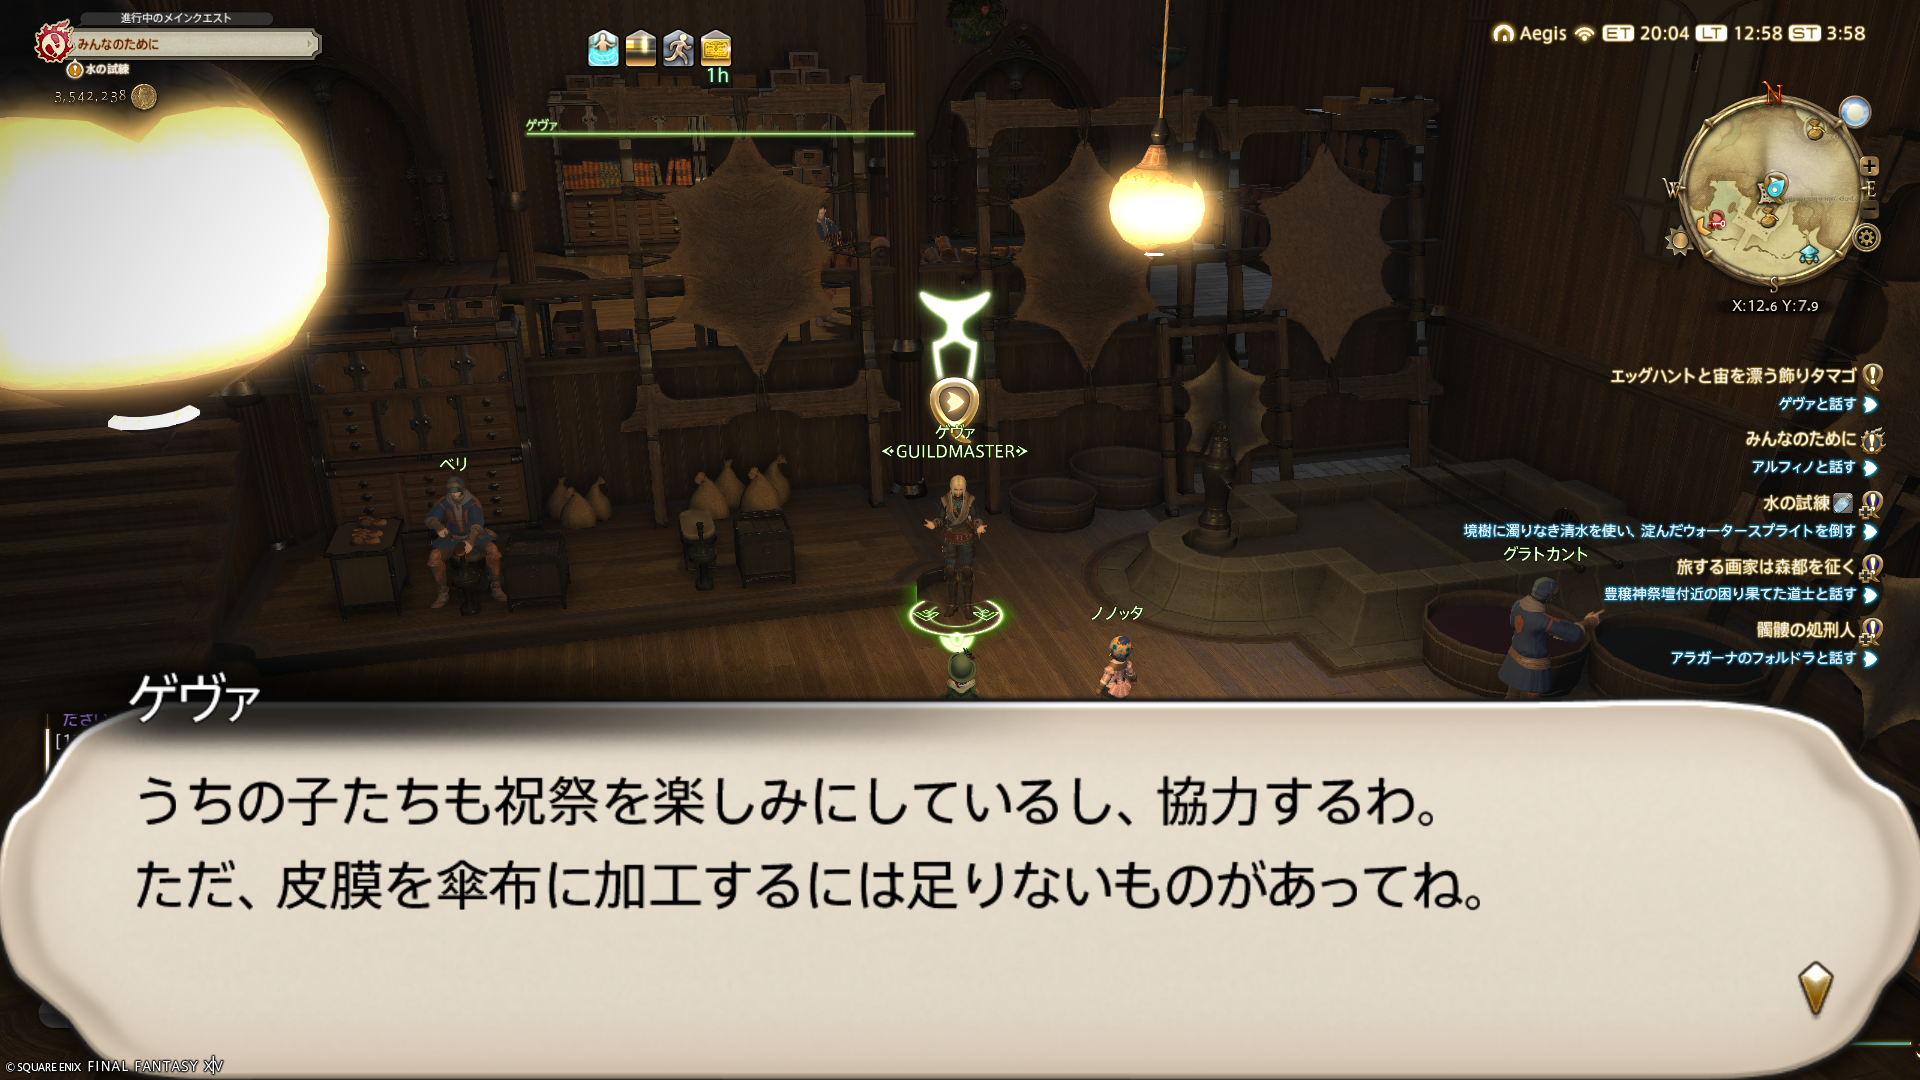 進行中のメインクエスト
みんなのために
水の試練
3,542,238
1h
ゲヴァ
Aegis ET 20:04 LT 12:58 ST 3:58
N
W
E
S
X:12.6 Y:7.9
エッグハントと宙を漂う飾りタマゴ
ゲヴァと話す
みんなのために
アルフィノと話す
水の試練
境樹に濁りなき清水を使い、淀んだウォータースプライトを倒す
旅する画家は森都を征く
豊穣神祭壇付近の困り果てた道士と話す
髑髏の処刑人
アラガーナのフォルドラと話す
ゲヴァ
<GUILDMASTER>
ベリ
グラトカント
ノノッタ
ゲヴァ
うちの子たちも祝祭を楽しみにしているし、協力するわ。
ただ、皮膜を傘布に加工するには足りないものがあってね。
© SQUARE ENIX FINAL FANTASY XIV